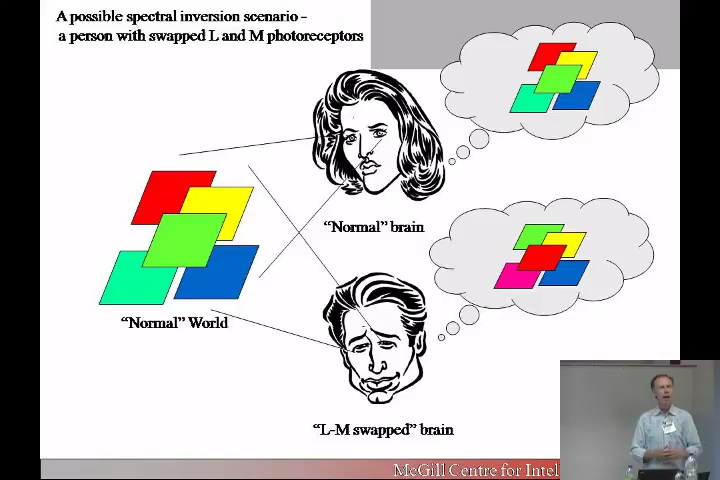 A possible spectral inversion scenario -
a person with swapped L and M photoreceptors
“Normal” brain
“Normal” World
“L-M swapped” brain
McGill Centre for Intel